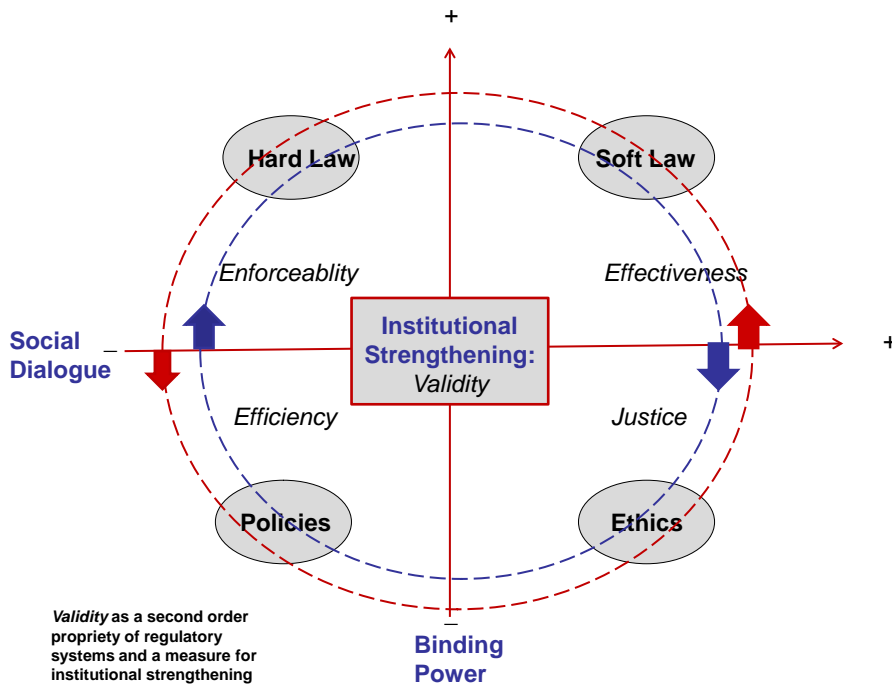 +
Hard Law
Soft Law
Enforceablity
Effectiveness
Social
Dialogue
–
Institutional
Strengthening:
Validity
+
Efficiency
Justice
Policies
Ethics
Validity as a second order
propriety of regulatory
systems and a measure for
institutional strengthening
–
Binding
Power